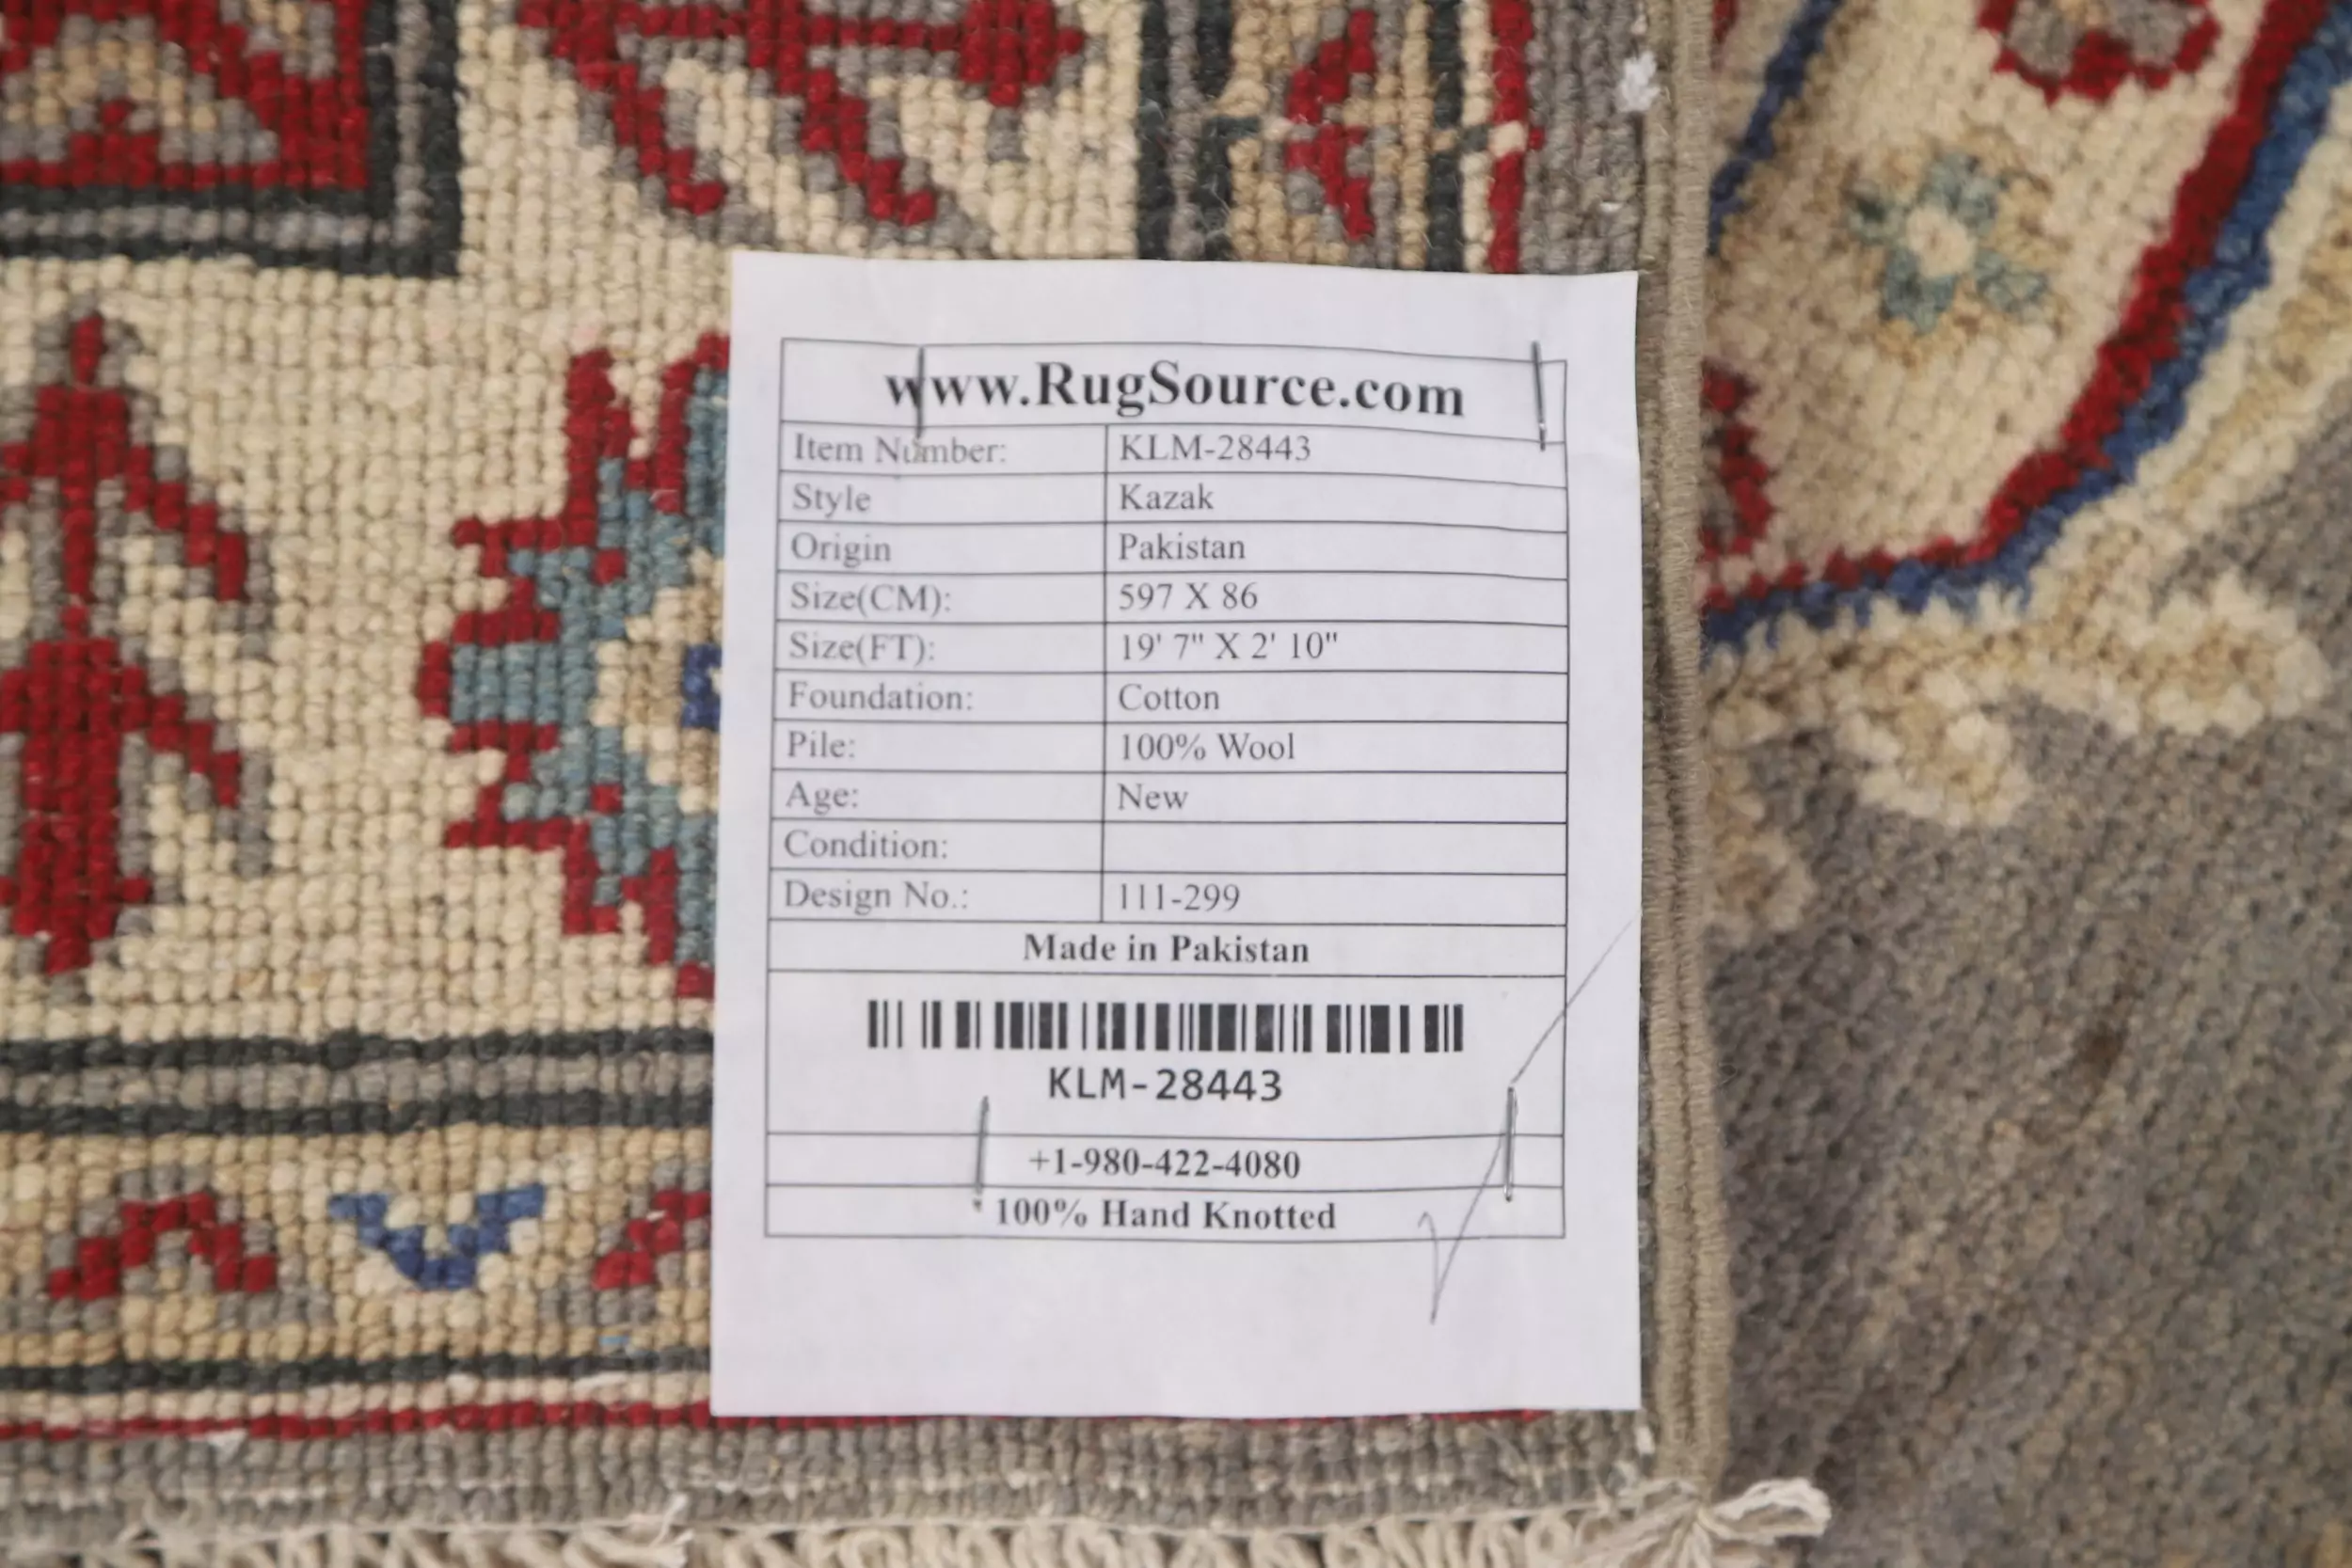 www.RugSource.com
Item Number: KLM-28443
Style Kazak
Origin Pakistan
Size(CM): 597 X 86
Size(FT): 19' 7" X 2' 10"
Foundation: Cotton
Pile: 100% Wool
Age: New
Condition:
Design No.: 111-299
Made in Pakistan
KLM-28443
+1-980-422-4080
100% Hand Knotted